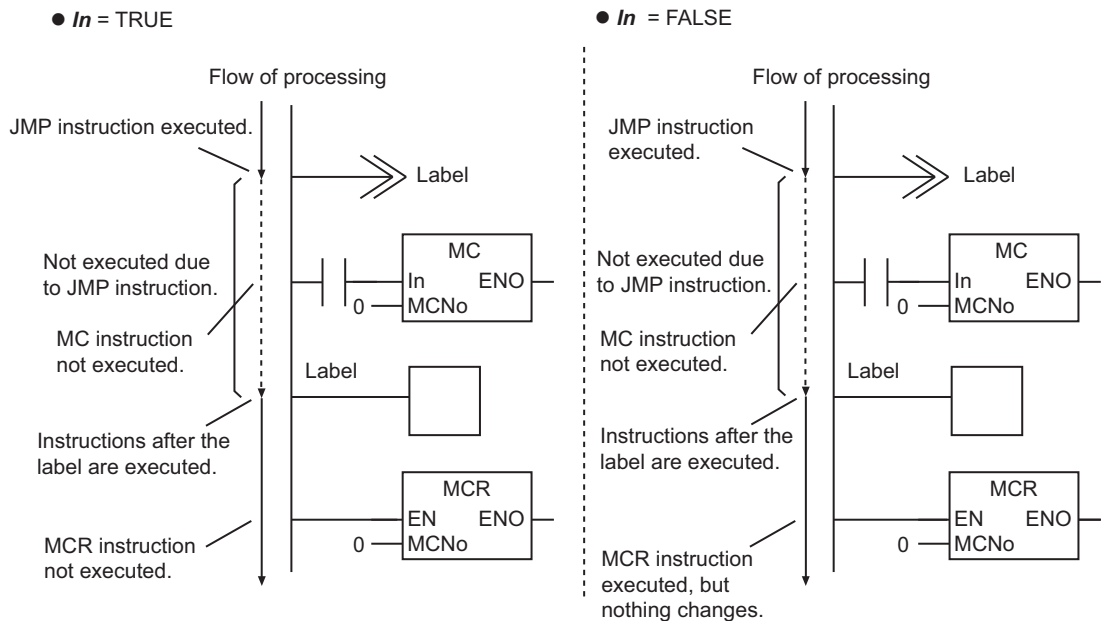 ● In = TRUE
Flow of processing
JMP instruction executed.
Label
Not executed due
to JMP instruction.
MC
In ENO
0 MCNo
MC instruction
not executed.
Label
Instructions after the
label are executed.
MCR
EN ENO
0 MCNo
MCR instruction
not executed.
● In = FALSE
Flow of processing
JMP instruction
executed.
Label
Not executed due
to JMP instruction.
MC
In ENO
0 MCNo
MC instruction
not executed.
Label
Instructions after the
label are executed.
MCR
EN ENO
0 MCNo
MCR instruction
executed, but
nothing changes.